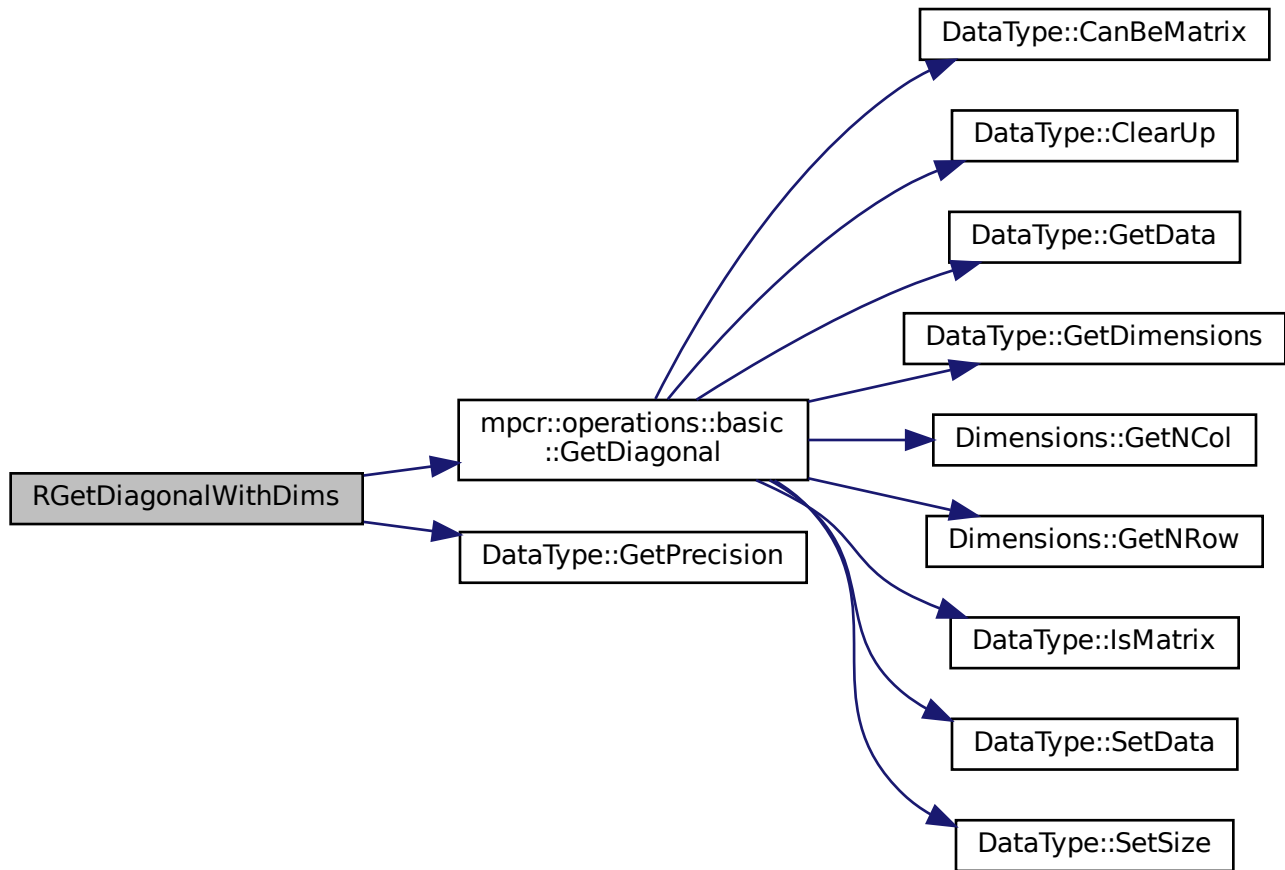 DataType::CanBeMatrix
DataType::ClearUp
DataType::GetData
DataType::GetDimensions
mpcr::operations::basic
::GetDiagonal
Dimensions::GetNCol
RGetDiagonalWithDims
Dimensions::GetNRow
DataType::GetPrecision
DataType::IsMatrix
DataType::SetData
DataType::SetSize